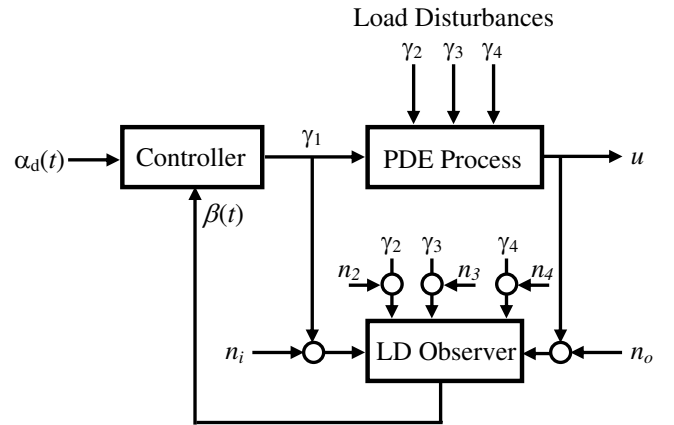 Load Disturbances
γ2 γ3 γ4
γ1
αd(t) Controller PDE Process u
β(t)
γ2 γ3 γ4
n2 n3 n4
ni LD Observer no